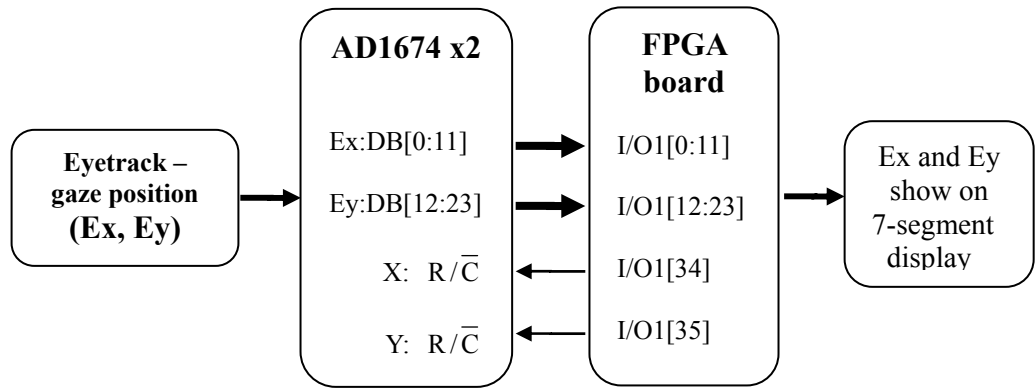 Eyetrack –
gaze position
(Ex, Ey)
AD1674 x2
Ex:DB[0:11]
Ey:DB[12:23]
X: R/C̅
Y: R/C̅
FPGA
board
I/O1[0:11]
I/O1[12:23]
I/O1[34]
I/O1[35]
Ex and Ey
show on
7-segment
display